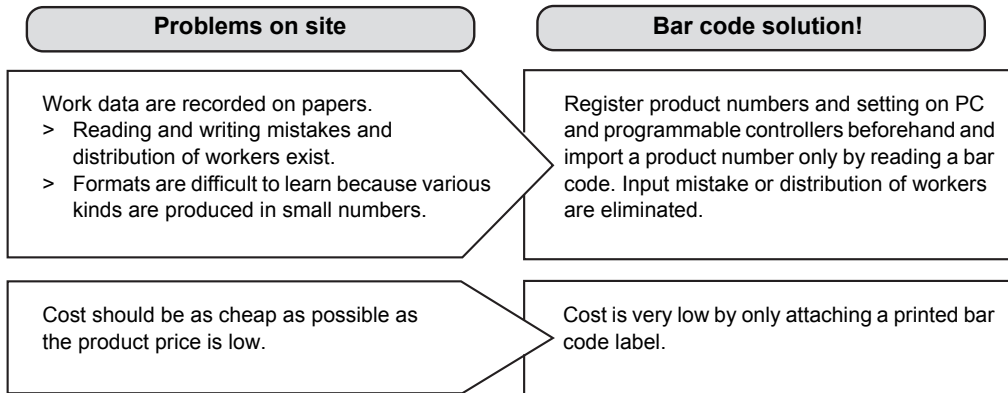 Problems on site
Bar code solution!
Work data are recorded on papers.
> Reading and writing mistakes and
distribution of workers exist.
> Formats are difficult to learn because various
kinds are produced in small numbers.
Register product numbers and setting on PC
and programmable controllers beforehand and
import a product number only by reading a bar
code. Input mistake or distribution of workers
are eliminated.
Cost should be as cheap as possible as
the product price is low.
Cost is very low by only attaching a printed bar
code label.